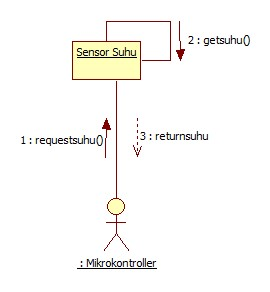 2 : getsuhu()
Sensor Suhu
1 : requestsuhu()
3 : returnsuhu
: Mikrokontroller